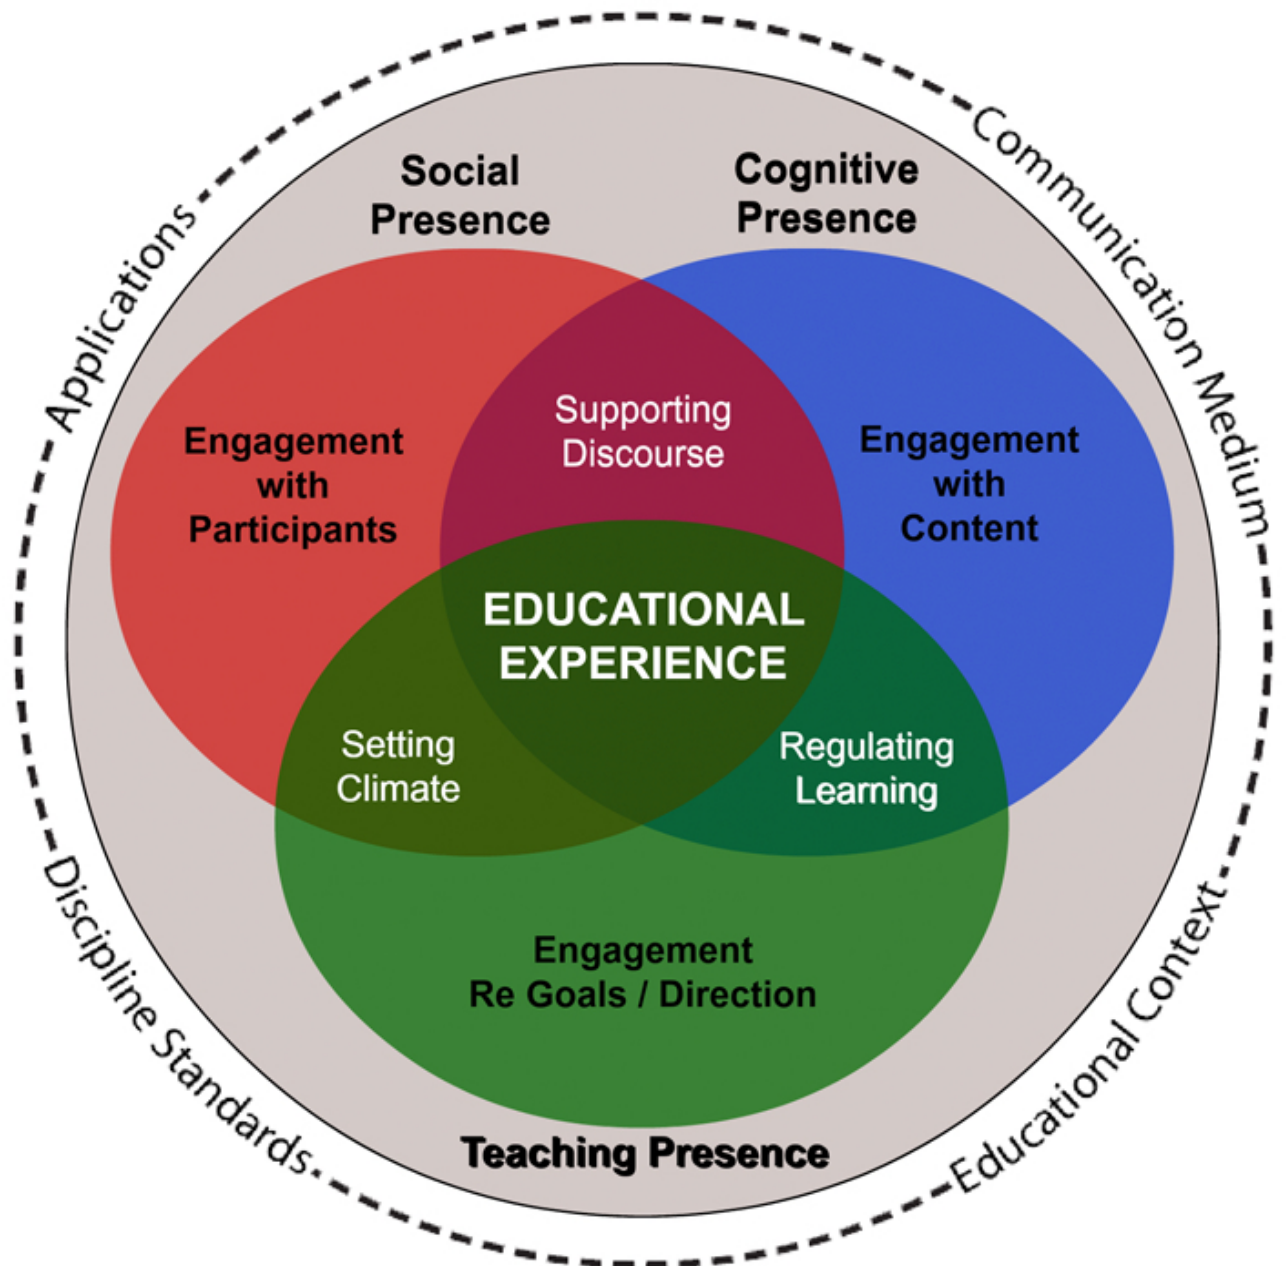 Communication Medium
Applications
Social
Presence
Cognitive
Presence
Supporting
Discourse
Engagement
with
Participants
Engagement
with
Content
EDUCATIONAL
EXPERIENCE
Setting
Climate
Regulating
Learning
Engagement
Re Goals / Direction
Teaching Presence
Discipline Standards
Educational Context